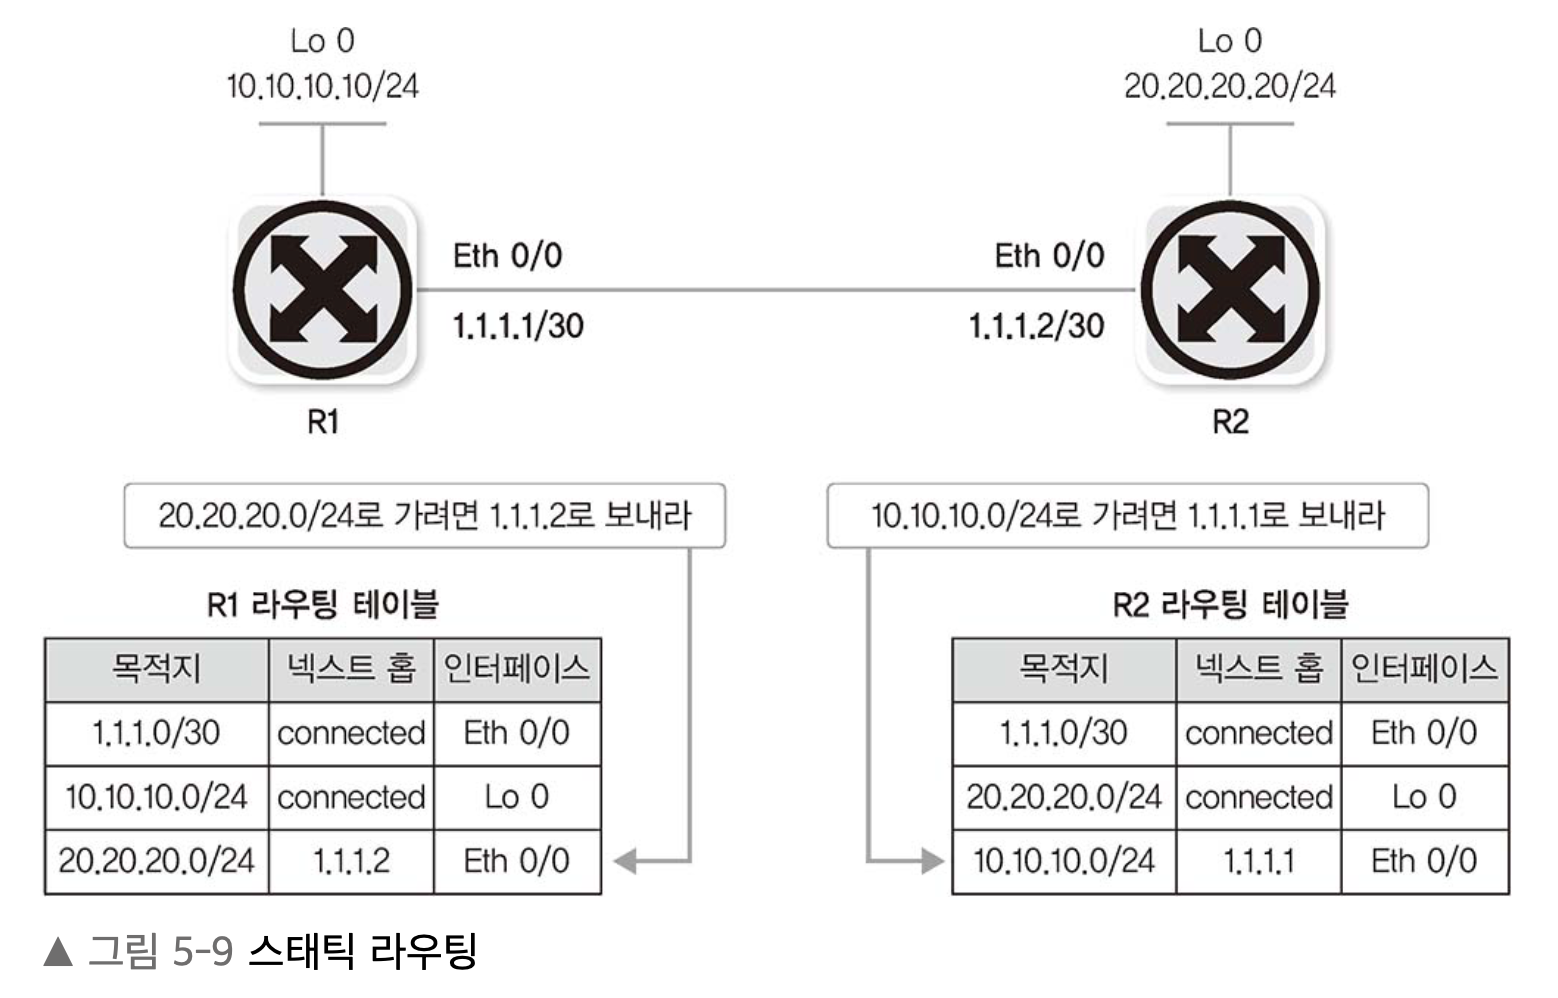 Lo 0
10.10.10.10/24
Lo 0
20.20.20.20/24
Eth 0/0
1.1.1.1/30
Eth 0/0
1.1.1.2/30
R1
R2
20.20.20.0/24로 가려면 1.1.1.2로 보내라
10.10.10.0/24로 가려면 1.1.1.1로 보내라
R1 라우팅 테이블
목적지 넥스트 홉 인터페이스
1.1.1.0/30 connected Eth 0/0
10.10.10.0/24 connected Lo 0
20.20.20.0/24 1.1.1.2 Eth 0/0
R2 라우팅 테이블
목적지 넥스트 홉 인터페이스
1.1.1.0/30 connected Eth 0/0
20.20.20.0/24 connected Lo 0
10.10.10.0/24 1.1.1.1 Eth 0/0
▲ 그림 5-9 스태틱 라우팅